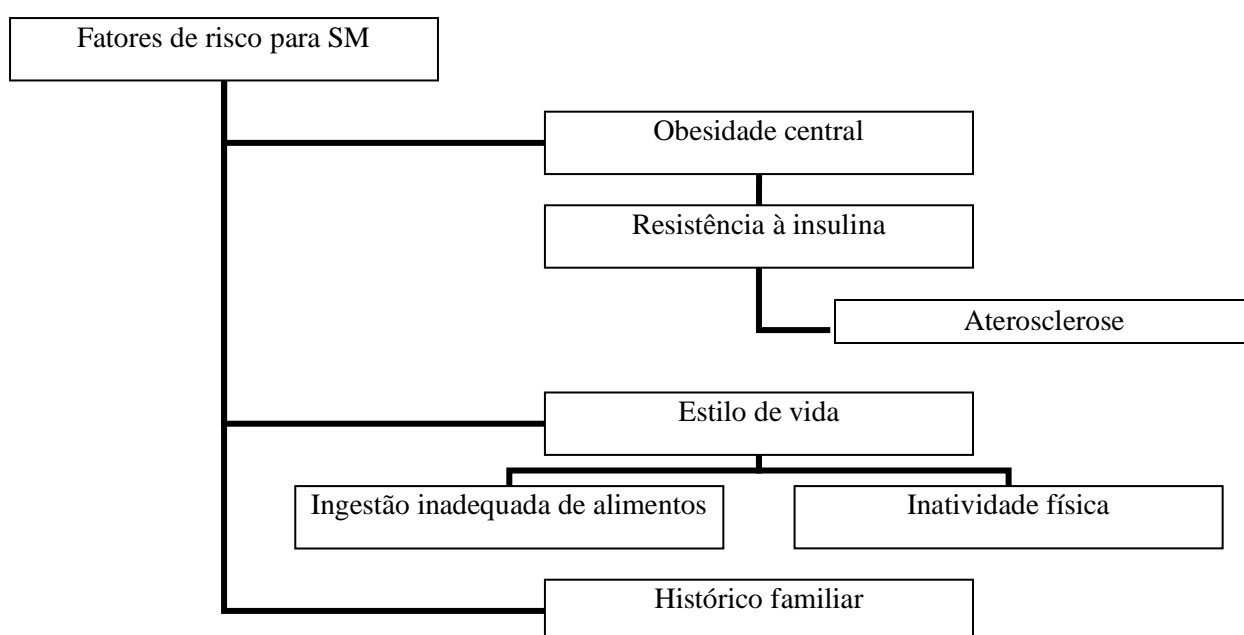 Fatores de risco para SM
Obesidade central
Resistência à insulina
Aterosclerose
Estilo de vida
Ingestão inadequada de alimentos
Inatividade física
Histórico familiar